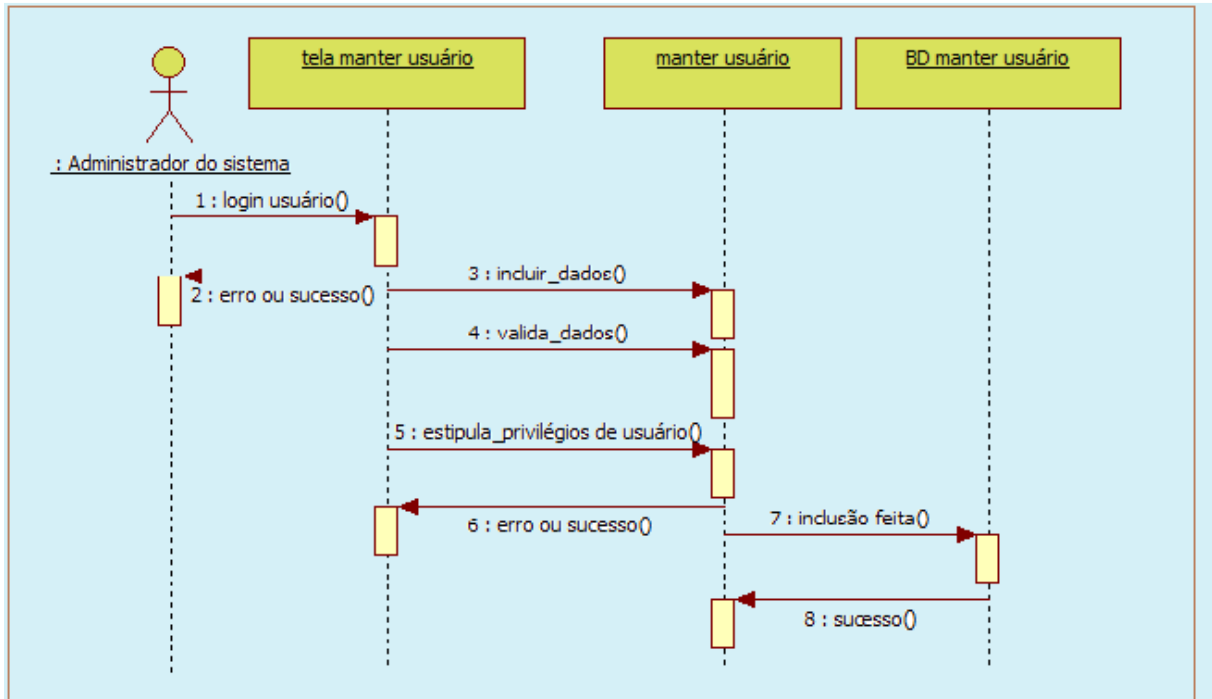 tela manter usuário
manter usuário
BD manter usuário
: Administrador do sistema
1 : login usuário()
2 : erro ou sucesso()
3 : incluir_dados()
4 : valida_dados()
5 : estipula_privilégios de usuário()
6 : erro ou sucesso()
7 : inclusão feita()
8 : sucesso()